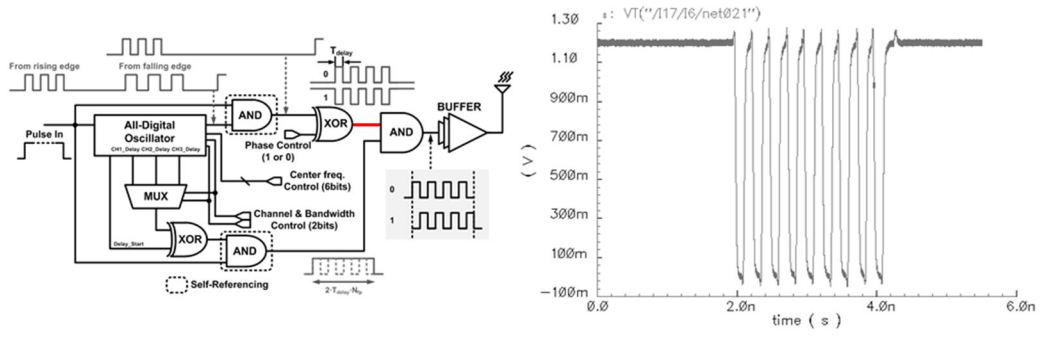 From rising edge
From falling edge
T_delay
0
1
Pulse In
All-Digital
Oscillator
CH1_Delay CH2_Delay CH3_Delay
AND
XOR
Phase Control
(1 or 0)
AND
BUFFER
Center freq.
Control (6bits)
MUX
Channel & Bandwidth
Control (2bits)
XOR
Delay_Start
AND
Self-Referencing
0
1
2·T_delay·N_fp
▫: VT("/I17/I6/net021")
( V )
1.30
1.10
900m
700m
500m
300m
100m
-100m
0.0
2.0n
4.0n
6.0n
time ( s )